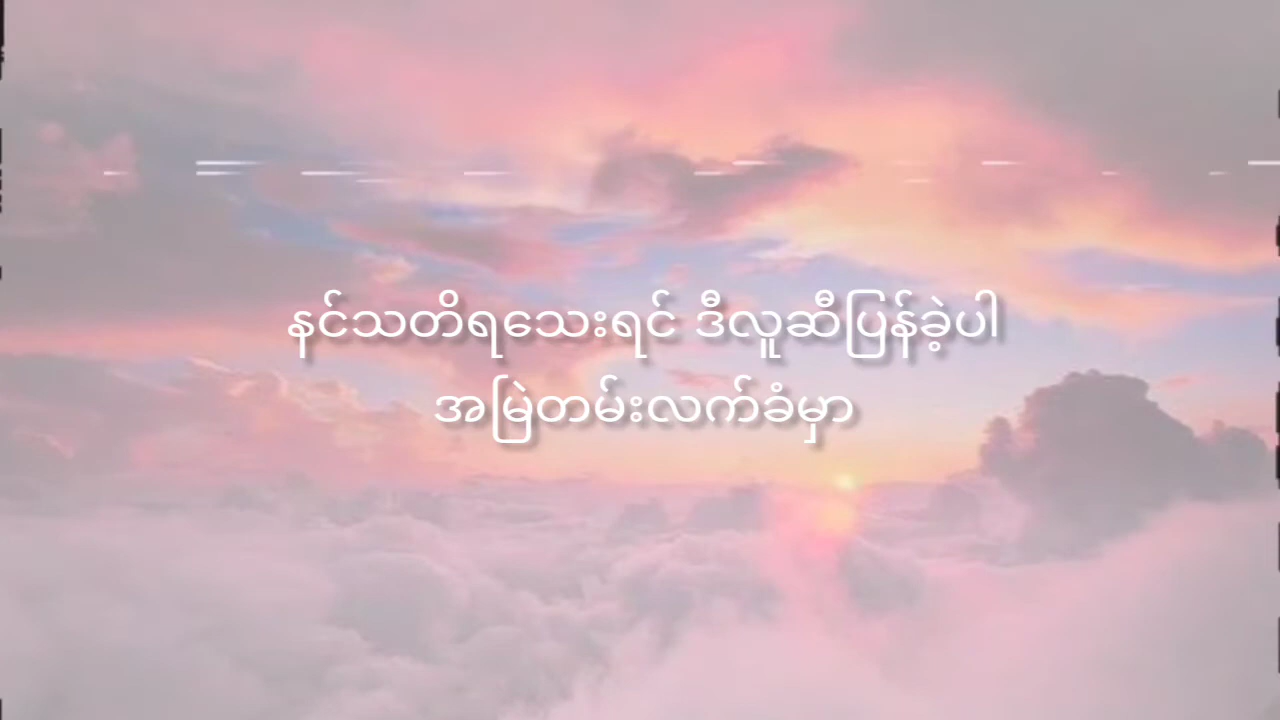 နင်သတိရသေးရင် ဒီလူဆီပြန်ခဲ့ပါ
အမြဲတမ်းလက်ခံမှာ